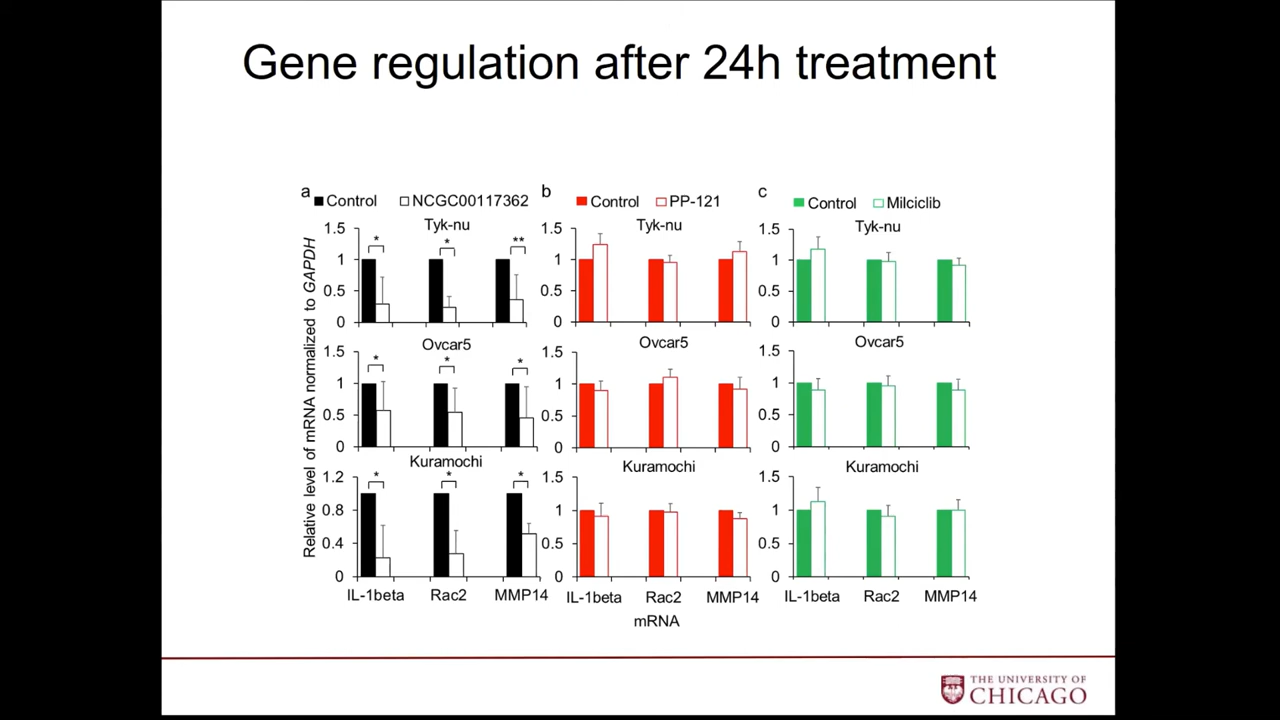 Gene regulation after 24h treatment
a
Control
NCGC00117362
b
Control
PP-121
c
Control
Milciclib
Relative level of mRNA normalized to GAPDH
Tyk-nu
1.5
1
0.5
0
*
*
**
Tyk-nu
1.5
1
0.5
0
Tyk-nu
1.5
1
0.5
0
Ovcar5
1.5
1
0.5
0
*
*
*
Ovcar5
1.5
1
0.5
0
Ovcar5
1.5
1
0.5
0
Kuramochi
1.2
0.8
0.4
0
*
*
*
IL-1beta
Rac2
MMP14
Kuramochi
1.5
1
0.5
0
IL-1beta
Rac2
MMP14
Kuramochi
1.5
1
0.5
0
IL-1beta
Rac2
MMP14
mRNA
THE UNIVERSITY OF
CHICAGO